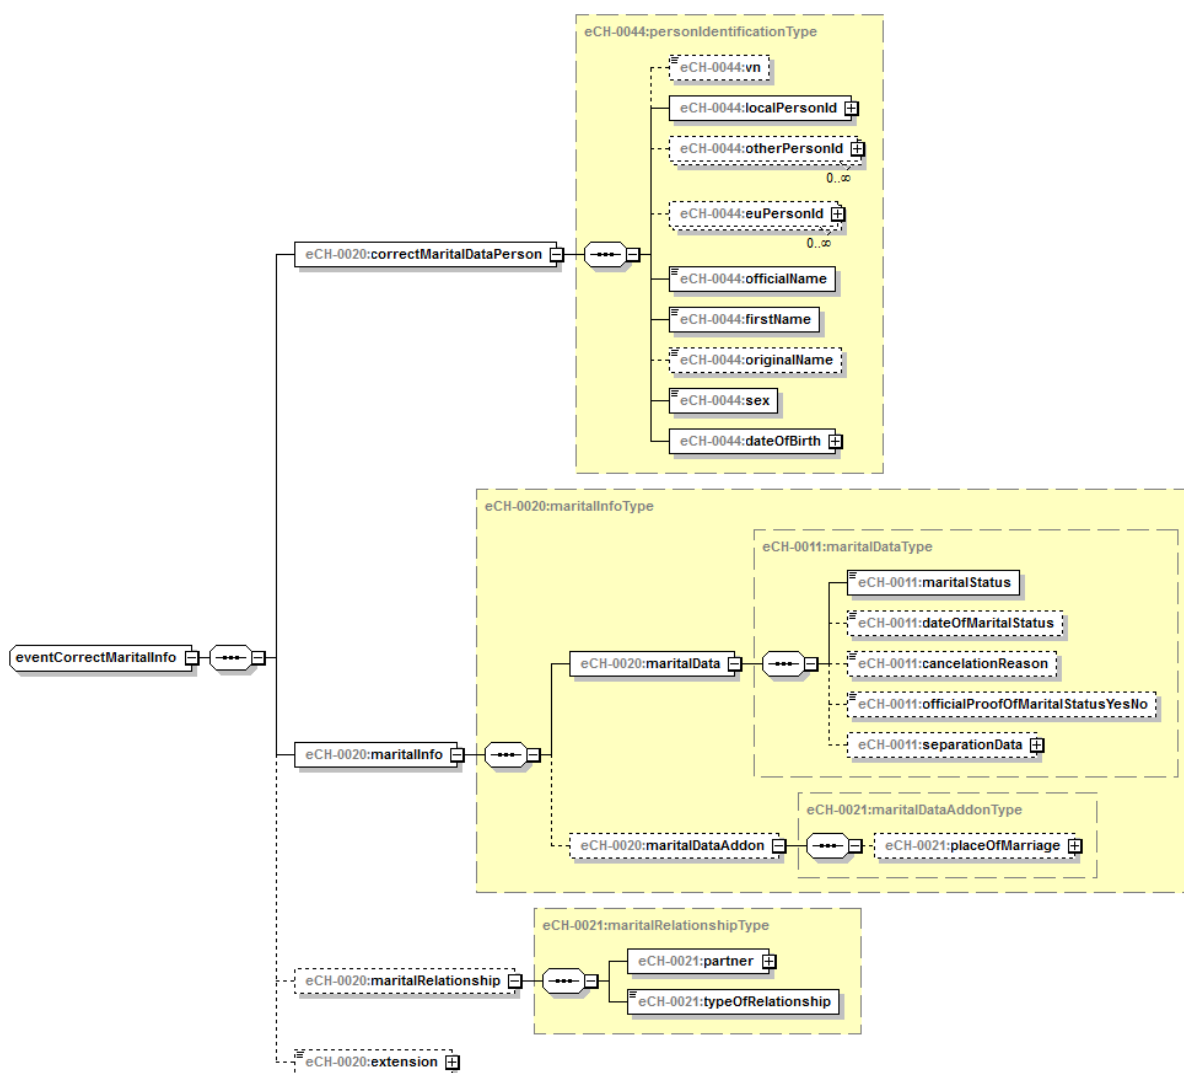 eCH-0044:personIdentificationType
eCH-0044:vn
eCH-0044:localPersonId
eCH-0044:otherPersonId
0..∞
eCH-0044:euPersonId
0..∞
eCH-0020:correctMaritalDataPerson
eCH-0044:officialName
eCH-0044:firstName
eCH-0044:originalName
eCH-0044:sex
eCH-0044:dateOfBirth
eCH-0020:maritalInfoType
eCH-0011:maritalDataType
eCH-0011:maritalStatus
eCH-0011:dateOfMaritalStatus
eventCorrectMaritalInfo
eCH-0020:maritalData
eCH-0011:cancelationReason
eCH-0011:officialProofOfMaritalStatusYesNo
eCH-0020:maritalInfo
eCH-0011:separationData
eCH-0021:maritalDataAddonType
eCH-0020:maritalDataAddon
eCH-0021:placeOfMarriage
eCH-0021:maritalRelationshipType
eCH-0021:partner
eCH-0020:maritalRelationship
eCH-0021:typeOfRelationship
eCH-0020:extension